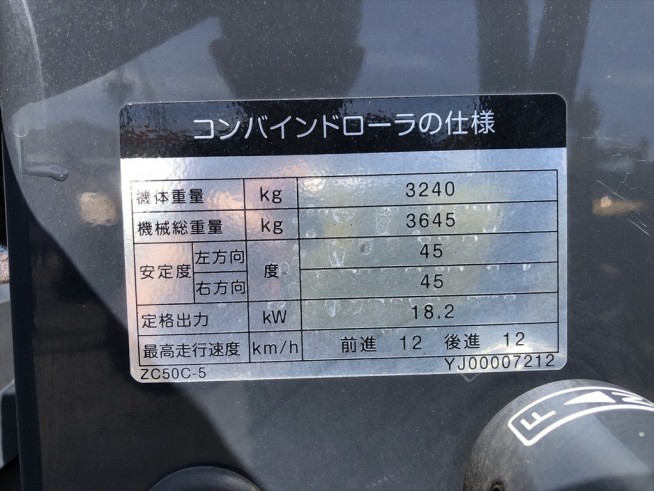 コンバインドローラの仕様
機体重量 kg 3240
機械総重量 kg 3645
安定度 左方向 度 45
右方向 45
定格出力 kW 18.2
最高走行速度 km/h 前進 12 後進 12
ZC50C-5 YJ00007212
F N